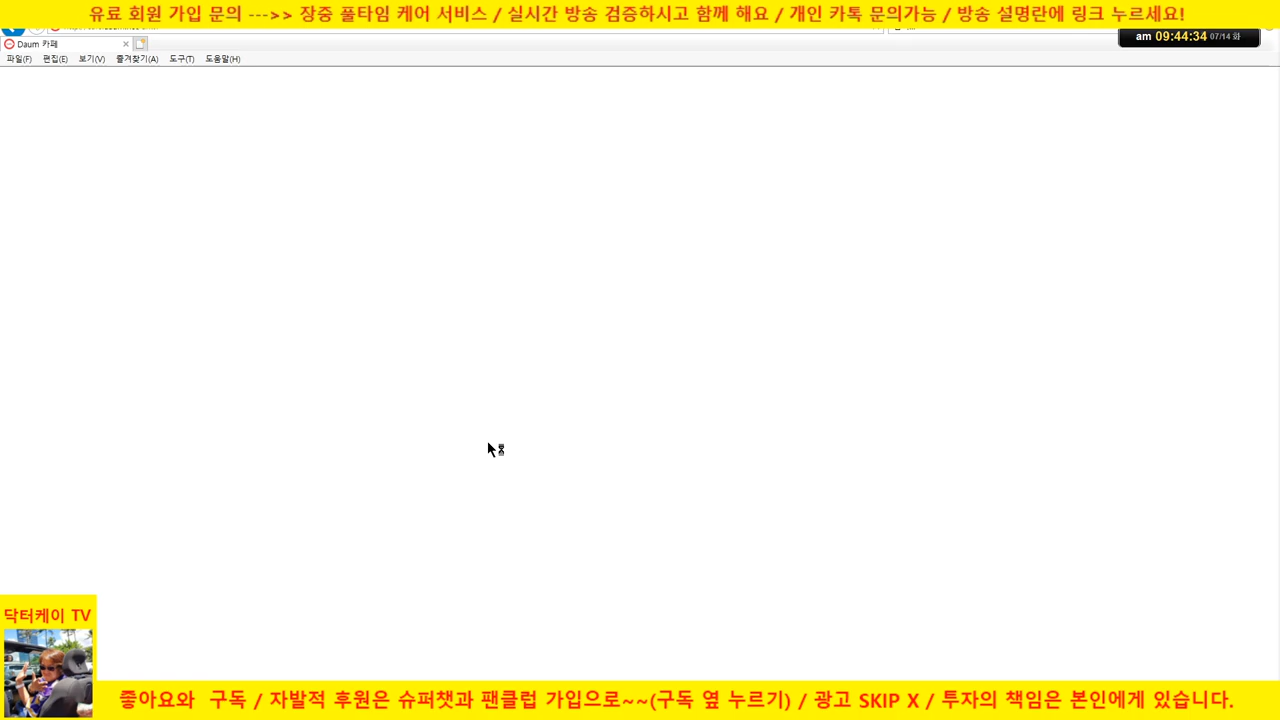 유료 회원 가입 문의 --->> 장중 풀타임 케어 서비스 / 실시간 방송 검증하시고 함께 해요 / 개인 카톡 문의가능 / 방송 설명란에 링크 누르세요!
Daum 카페
am 09:44:34 07/14 화
파일(F) 편집(E) 보기(V) 즐겨찾기(A) 도구(T) 도움말(H)
닥터케이 TV
좋아요와 구독 / 자발적 후원은 슈퍼챗과 팬클럽 가입으로~~(구독 옆 누르기) / 광고 SKIP X / 투자의 책임은 본인에게 있습니다.